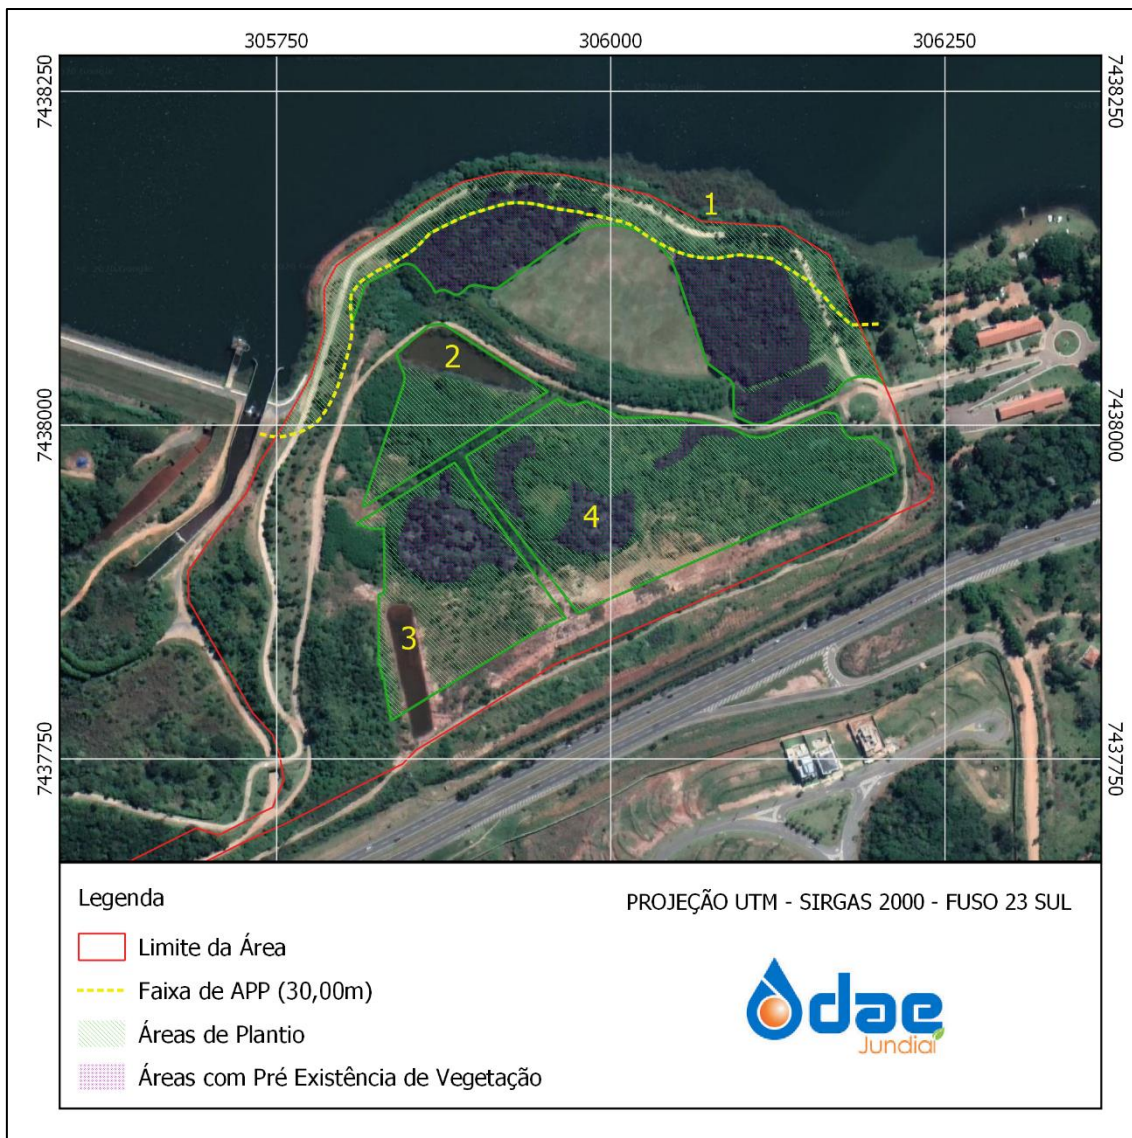 305750 306000 306250
7438250 7438250
1
2
7438000 7438000
4
3
7437750 7437750
Legenda
PROJEÇÃO UTM - SIRGAS 2000 - FUSO 23 SUL
Limite da Área
Faixa de APP (30,00m)
Áreas de Plantio
Áreas com Pré Existência de Vegetação
dae
Jundiaí